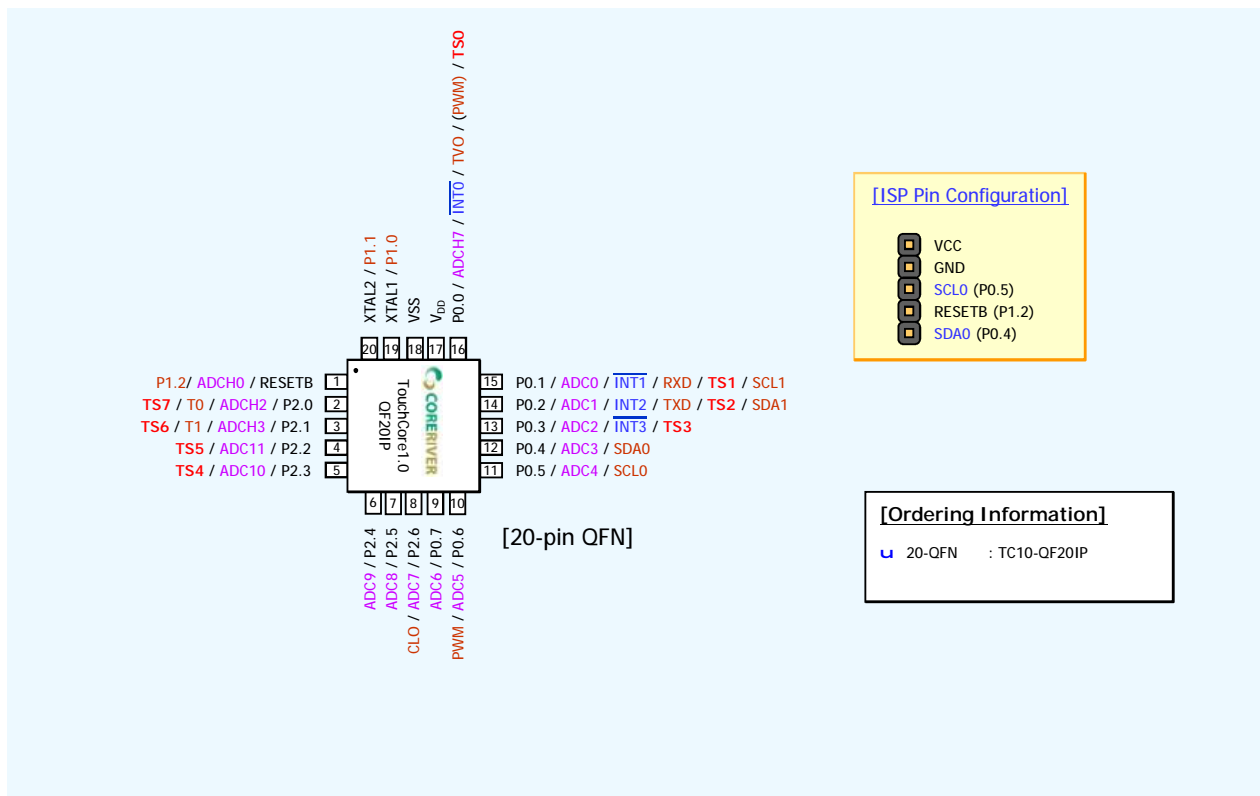 P0.0 / ADCH7 / INT0 / TVO / (PWM) / TS0
XTAL2 / P1.1
XTAL1 / P1.0
VSS
VDD
20 19 18 17 16
P1.2/ ADCH0 / RESETB 1
TS7 / T0 / ADCH2 / P2.0 2
TS6 / T1 / ADCH3 / P2.1 3
TS5 / ADC11 / P2.2 4
TS4 / ADC10 / P2.3 5
CORERIVER
TouchCore1.0
QF20IP
15 P0.1 / ADC0 / INT1 / RXD / TS1 / SCL1
14 P0.2 / ADC1 / INT2 / TXD / TS2 / SDA1
13 P0.3 / ADC2 / INT3 / TS3
12 P0.4 / ADC3 / SDA0
11 P0.5 / ADC4 / SCL0
6 7 8 9 10
ADC9 / P2.4
ADC8 / P2.5
CLO / ADC7 / P2.6
ADC6 / P0.7
PWM / ADC5 / P0.6
[20-pin QFN]
[ISP Pin Configuration]
VCC
GND
SCL0 (P0.5)
RESETB (P1.2)
SDA0 (P0.4)
[Ordering Information]
u 20-QFN : TC10-QF20IP